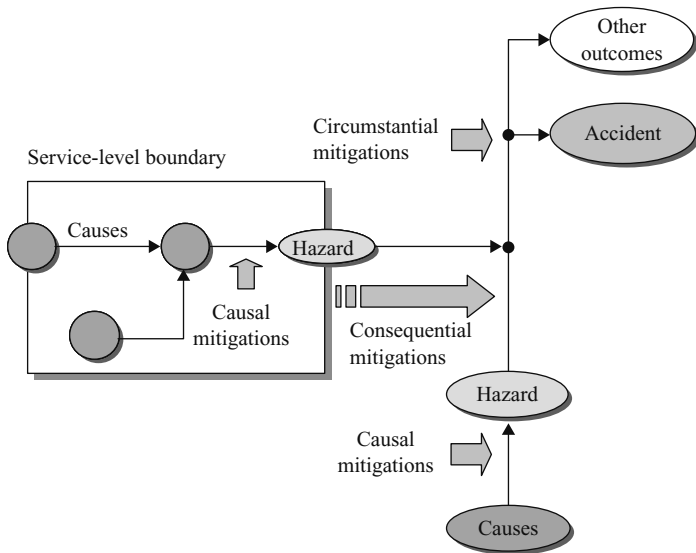 Other
outcomes
Circumstantial
mitigations
Accident
Service-level boundary
Causes
Hazard
Causal
mitigations
Consequential
mitigations
Hazard
Causal
mitigations
Causes